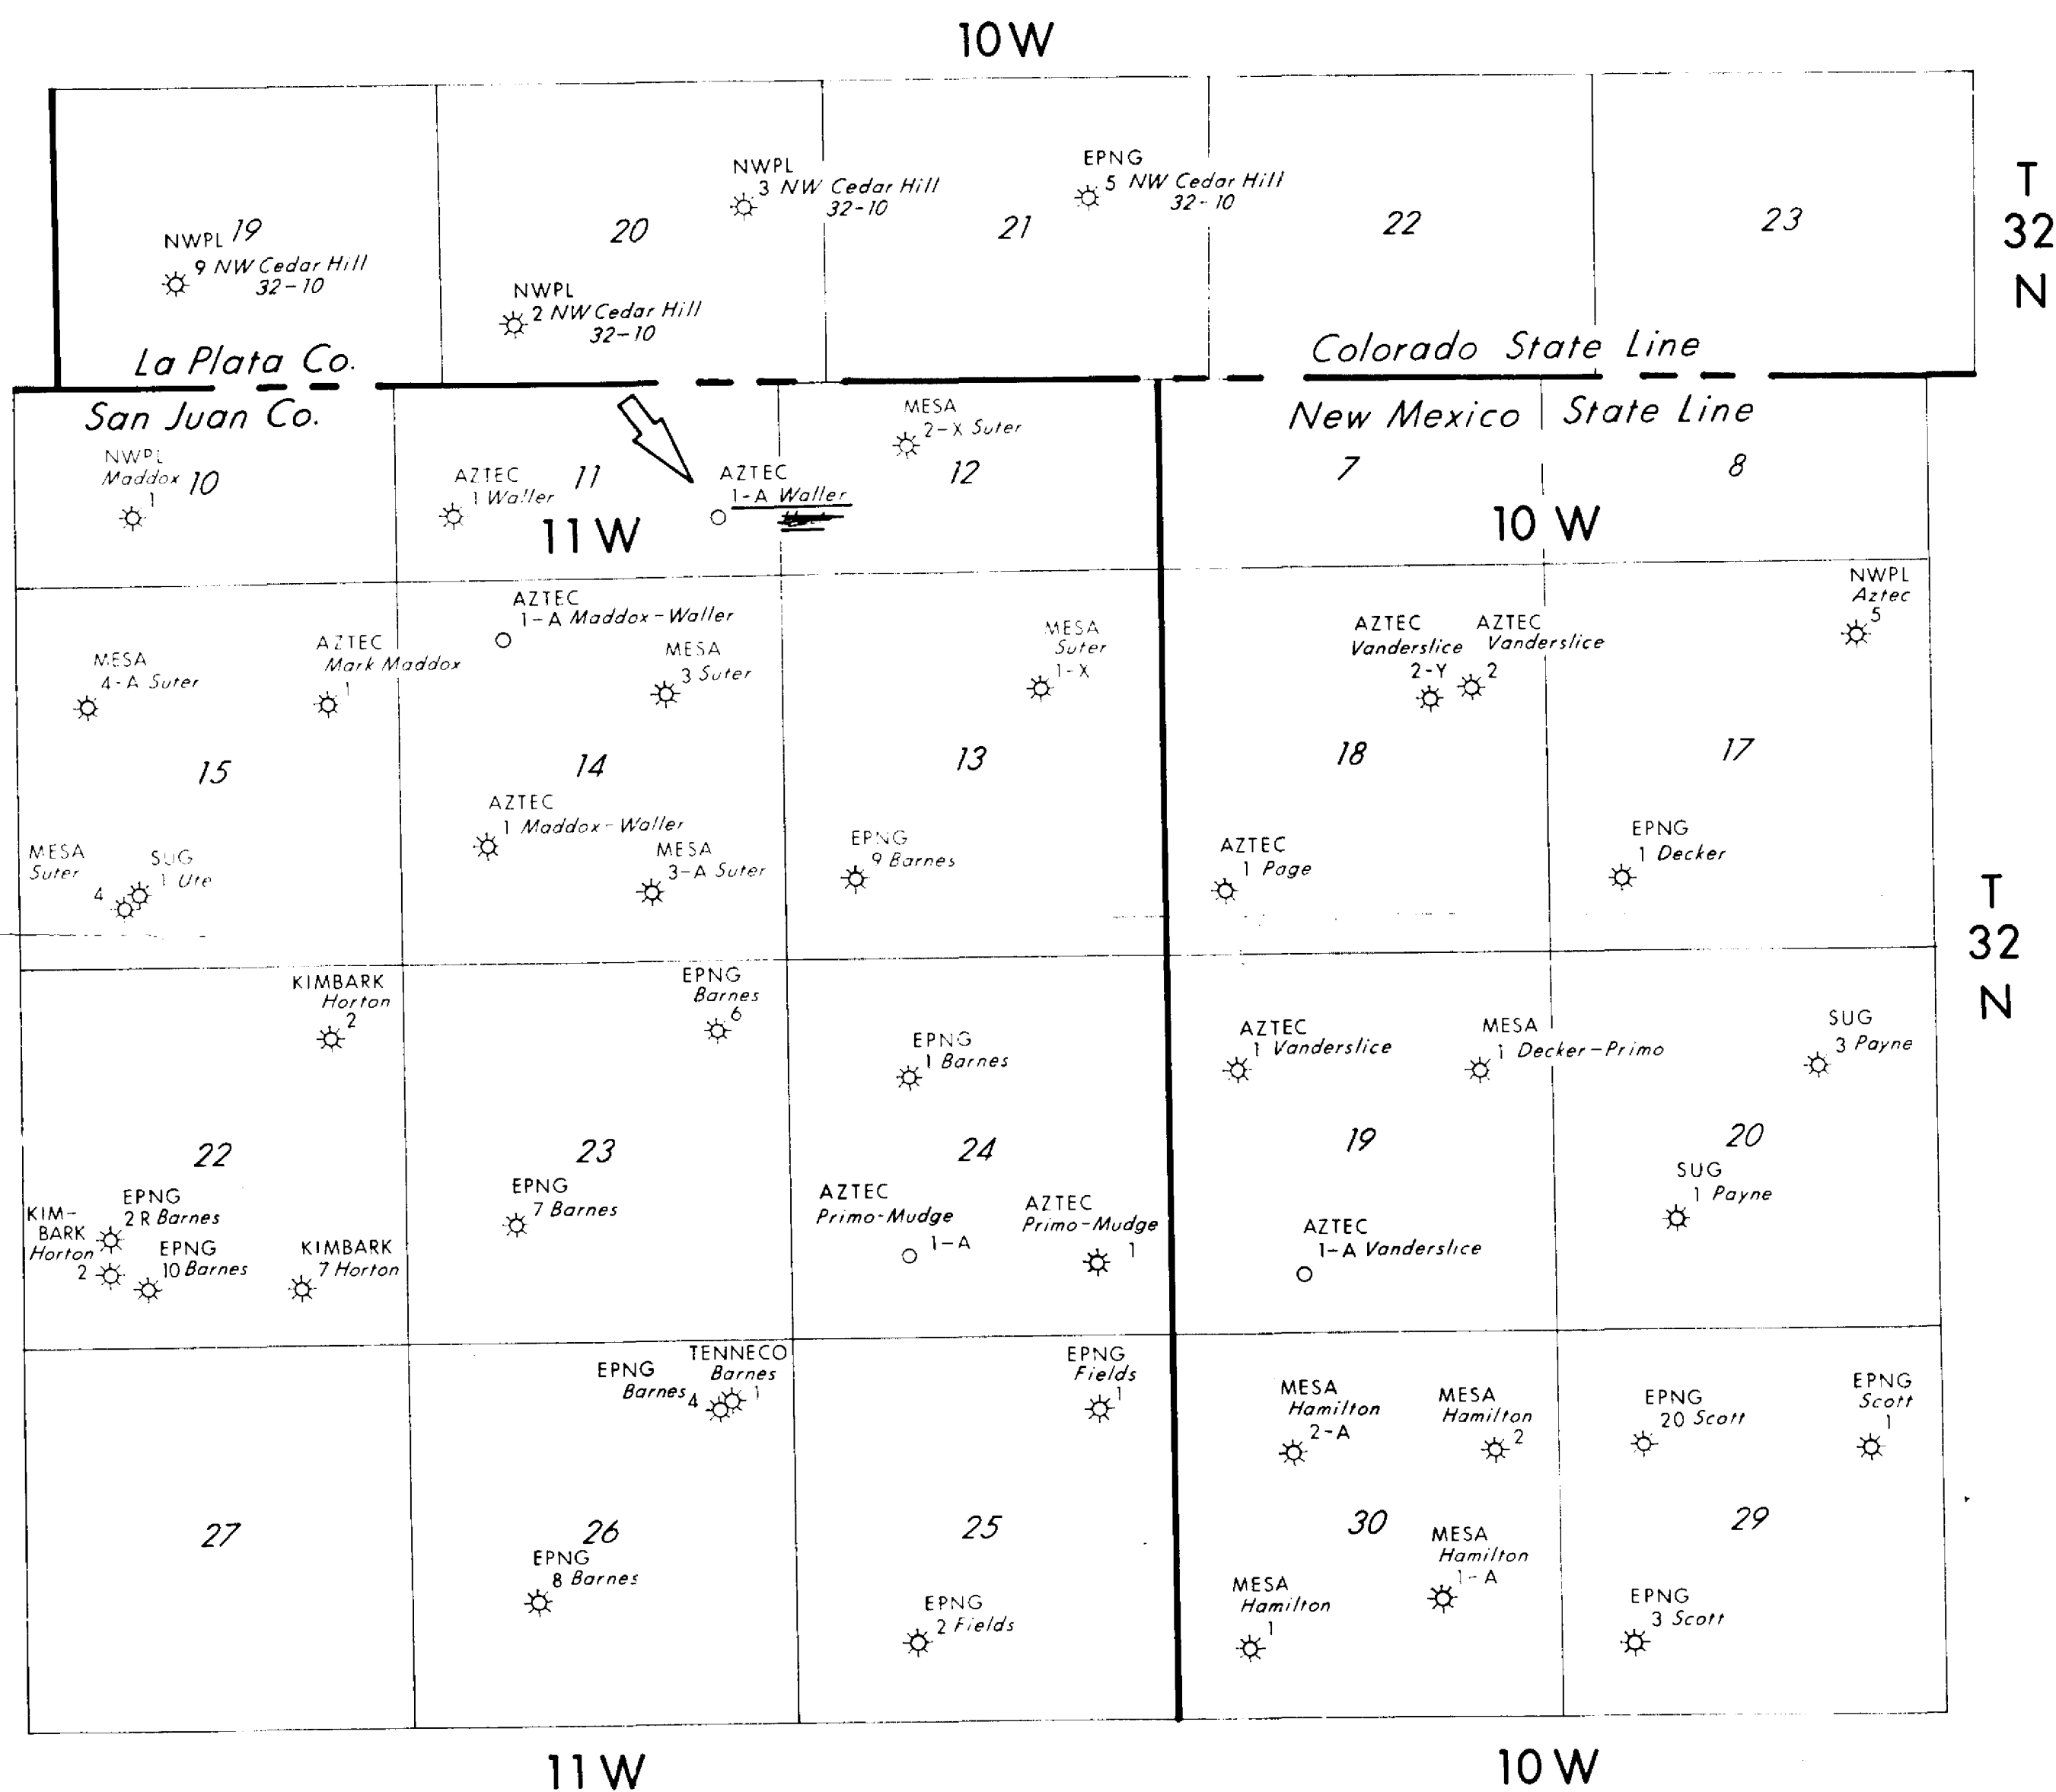 10 W
T
32
N
NWPL 19
9 NW Cedar Hill
32-10
20
NWPL
3 NW Cedar Hill
32-10
NWPL
2 NW Cedar Hill
32-10
21
EPNG
5 NW Cedar Hill
32-10
22
23
La Plata Co.
Colorado State Line
San Juan Co.
New Mexico State Line
NWPL
Maddox 10
1
AZTEC
1 Waller
11
AZTEC
1-A Waller
MESA
2-X Suter
12
7
8
11 W
10 W
MESA
4-A Suter
AZTEC
Mark Maddox
1
15
MESA
Suter
4
SUG
1 Ute
AZTEC
1-A Maddox-Waller
MESA
3 Suter
14
AZTEC
1 Maddox-Waller
MESA
3-A Suter
MESA
Suter
1-X
13
EPNG
9 Barnes
AZTEC
Vanderslice
2-Y
AZTEC
Vanderslice
2
18
AZTEC
1 Page
NWPL
Aztec
5
17
EPNG
1 Decker
T
32
N
KIMBARK
Horton
2
22
EPNG
2 R Barnes
KIM-
BARK
Horton
2
EPNG
10 Barnes
KIMBARK
7 Horton
EPNG
Barnes
6
23
EPNG
7 Barnes
EPNG
1 Barnes
24
AZTEC
Primo-Mudge
1-A
AZTEC
Primo-Mudge
1
AZTEC
1 Vanderslice
MESA
1 Decker-Primo
19
AZTEC
1-A Vanderslice
SUG
3 Payne
20
SUG
1 Payne
27
EPNG
Barnes 4
TENNECO
Barnes
1
26
EPNG
8 Barnes
EPNG
Fields
1
25
EPNG
2 Fields
MESA
Hamilton
2-A
MESA
Hamilton
2
30
MESA
Hamilton
1-A
MESA
Hamilton
1
EPNG
20 Scott
EPNG
Scott
1
29
EPNG
3 Scott
11 W
10 W